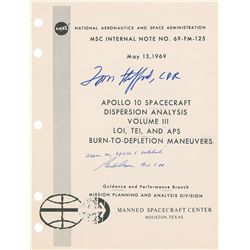 NASA
NATIONAL AERONAUTICS AND SPACE ADMINISTRATION
MSC INTERNAL NOTE NO. 69-FM-125
May 13, 1969
Tom Stafford, CDR
APOLLO 10 SPACECRAFT
DISPERSION ANALYSIS
VOLUME III
LOI, TEI, AND APS
BURN-TO-DEPLETION MANEUVERS
Apollo
Guidance and Performance Branch
MISSION PLANNING AND ANALYSIS DIVISION
MANNED SPACECRAFT CENTER
HOUSTON, TEXAS